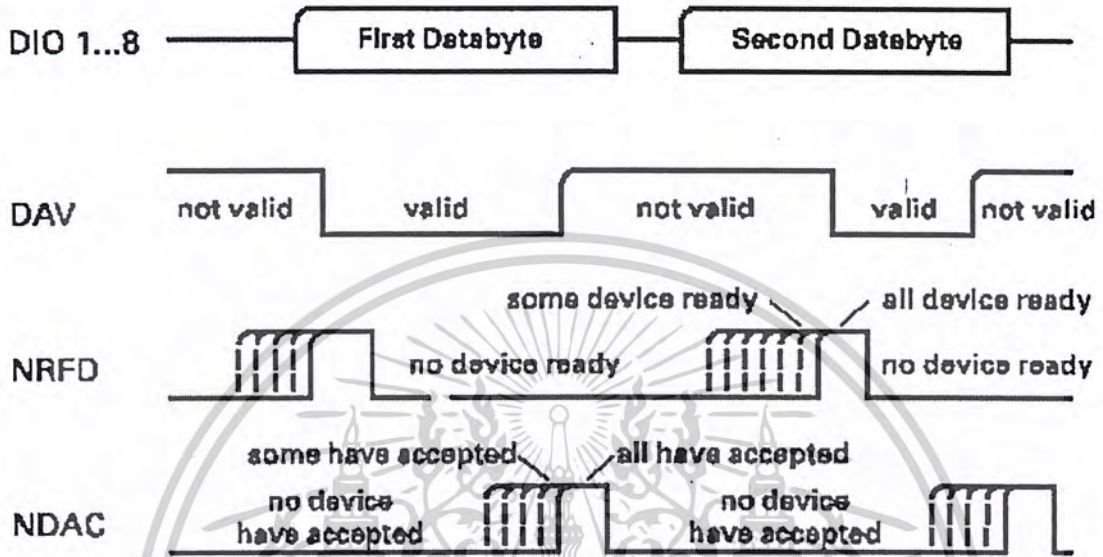 DIO 1...8 First Databyte Second Databyte
DAV not valid valid not valid valid not valid
some device ready all device ready
NRFD no device ready no device ready
some have accepted all have accepted
no device no device
NDAC have accepted have accepted